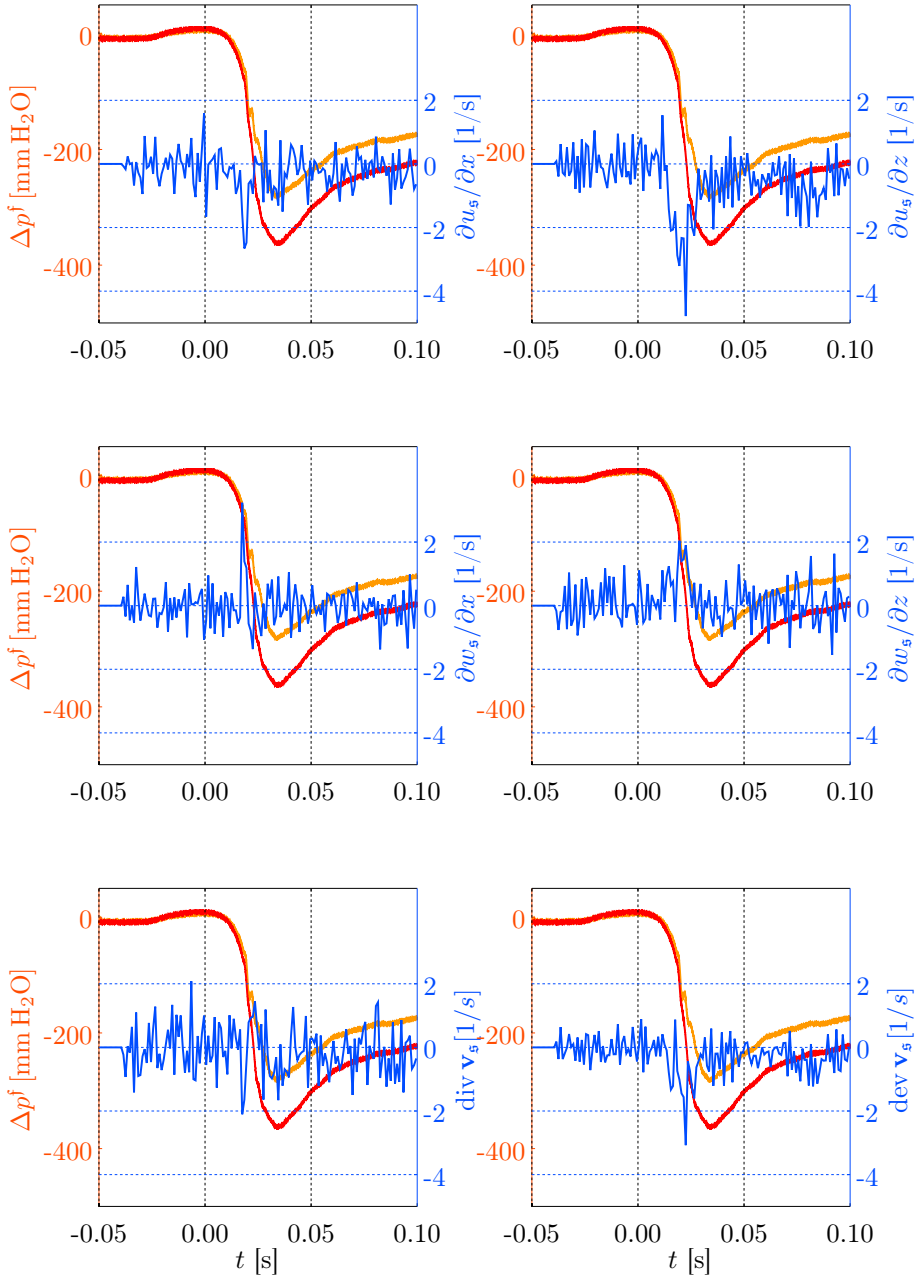 0
-200
-400
Δp^f [mm H₂O]
2
0
-2
-4
∂u_𝔰/∂x [1/s]
-0.05 0.00 0.05 0.10
0
-200
-400
2
0
-2
-4
∂u_𝔰/∂z [1/s]
-0.05 0.00 0.05 0.10
0
-200
-400
Δp^f [mm H₂O]
2
0
-2
-4
∂w_𝔰/∂x [1/s]
-0.05 0.00 0.05 0.10
0
-200
-400
2
0
-2
-4
∂w_𝔰/∂z [1/s]
-0.05 0.00 0.05 0.10
0
-200
-400
Δp^f [mm H₂O]
2
0
-2
-4
div v_𝔰 [1/s]
-0.05 0.00 0.05 0.10
t [s]
0
-200
-400
2
0
-2
-4
dev v_𝔰 [1/s]
-0.05 0.00 0.05 0.10
t [s]